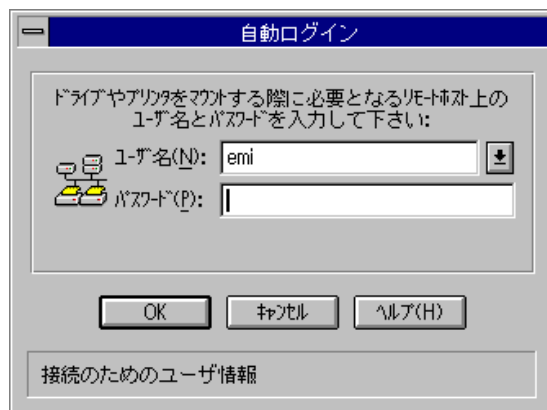 自動ログイン
ﾄﾞﾗｲﾌﾞやﾌﾟﾘﾝﾀをﾏｳﾝﾄする際に必要となるﾘﾓｰﾄﾎｽﾄ上の
ﾕｰｻﾞ名とﾊﾟｽﾜｰﾄﾞを入力して下さい:
ﾕｰｻﾞ名(N): emi
ﾊﾟｽﾜｰﾄﾞ(P):
OK ｷｬﾝｾﾙ ﾍﾙﾌﾟ(H)
接続のためのユーザ情報